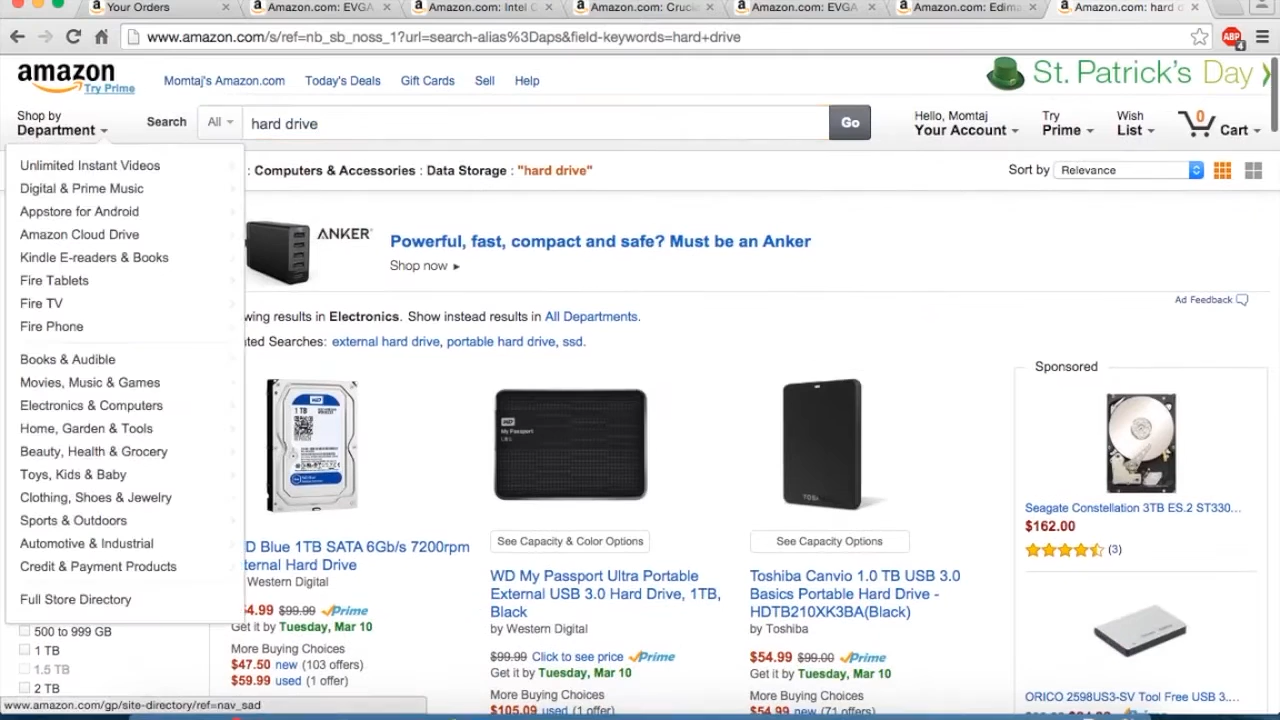 Your Orders
Amazon.com: EVGA
Amazon.com: Intel C
Amazon.com: Crucia
Amazon.com: EVGA
Amazon.com: Edima
Amazon.com: hard d
www.amazon.com/s/ref=nb_sb_noss_1?url=search-alias%3Daps&field-keywords=hard+drive
ABP
4
amazon
Try Prime
Momtaj's Amazon.com
Today's Deals
Gift Cards
Sell
Help
St. Patrick's Day
Shop by
Department
Search
All
hard drive
Go
Hello, Momtaj
Your Account
Try
Prime
Wish
List
0
Cart
Unlimited Instant Videos
Digital & Prime Music
Appstore for Android
Amazon Cloud Drive
Kindle E-readers & Books
Fire Tablets
Fire TV
Fire Phone
Books & Audible
Movies, Music & Games
Electronics & Computers
Home, Garden & Tools
Beauty, Health & Grocery
Toys, Kids & Baby
Clothing, Shoes & Jewelry
Sports & Outdoors
Automotive & Industrial
Credit & Payment Products
Full Store Directory
500 to 999 GB
1 TB
1.5 TB
2 TB
: Computers & Accessories : Data Storage : "hard drive"
Sort by
Relevance
ANKER
Powerful, fast, compact and safe? Must be an Anker
Shop now
Ad Feedback
wing results in Electronics. Show instead results in All Departments.
ted Searches: external hard drive, portable hard drive, ssd.
WD
1 TB
D Blue 1TB SATA 6Gb/s 7200rpm
ternal Hard Drive
Western Digital
4.99 $99.99 Prime
Get it by Tuesday, Mar 10
More Buying Choices
$47.50 new (103 offers)
$59.99 used (1 offer)
WD
My Passport
See Capacity & Color Options
WD My Passport Ultra Portable
External USB 3.0 Hard Drive, 1TB,
Black
by Western Digital
$99.99 Click to see price Prime
Get it by Tuesday, Mar 10
More Buying Choices
$105.09 used (1 offer)
See Capacity Options
Toshiba Canvio 1.0 TB USB 3.0
Basics Portable Hard Drive -
HDTB210XK3BA(Black)
by Toshiba
$54.99 $99.00 Prime
Get it by Tuesday, Mar 10
More Buying Choices
$54.99 new (71 offers)
Sponsored
Seagate Constellation 3TB ES.2 ST330...
$162.00
(3)
ORICO 2598US3-SV Tool Free USB 3....
www.amazon.com/gp/site-directory/ref=nav_sad